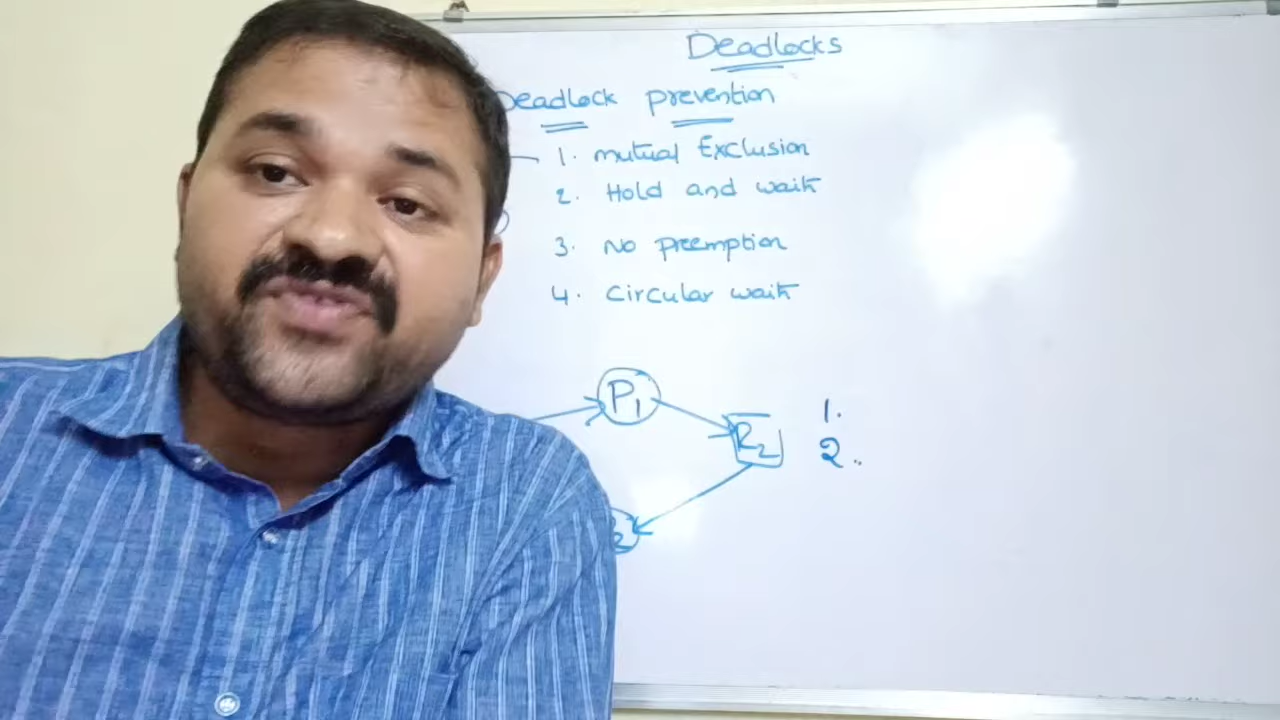 Deadlocks
Deadlock prevention
1. mutual Exclusion
2. Hold and wait
3. No preemption
4. Circular wait
P1
R2
1.
2.